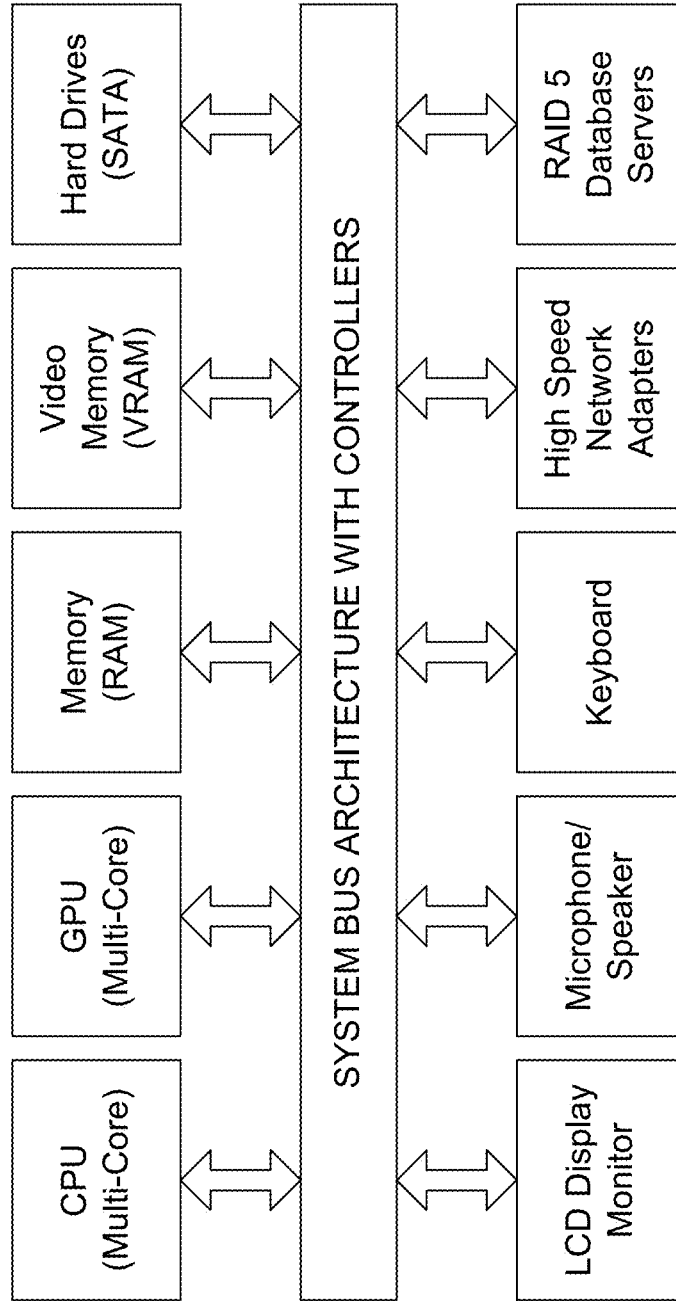 CPU
(Multi-Core)
GPU
(Multi-Core)
Memory
(RAM)
Video
Memory
(VRAM)
Hard Drives
(SATA)
SYSTEM BUS ARCHITECTURE WITH CONTROLLERS
LCD Display
Monitor
Microphone/
Speaker
Keyboard
High Speed
Network
Adapters
RAID 5
Database
Servers